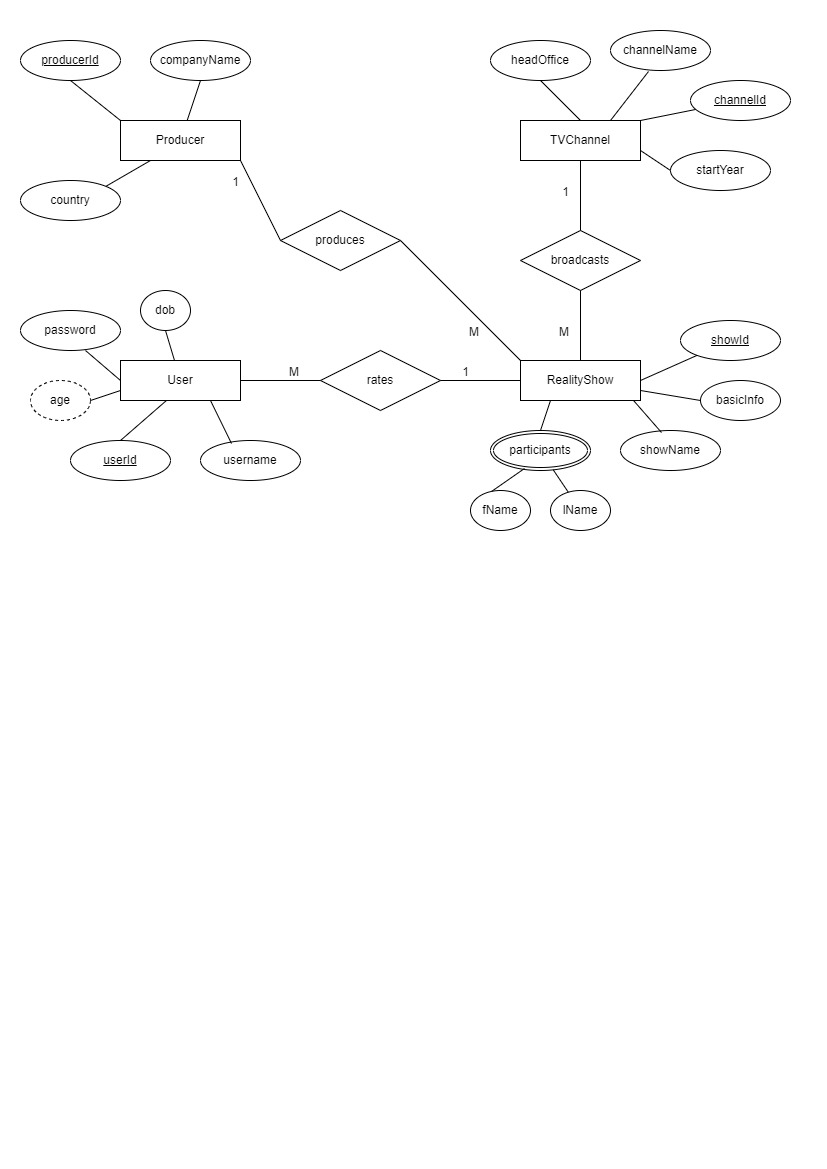 producerId
companyName
headOffice
channelName
channelId
Producer
TVChannel
startYear
country
1
1
produces
broadcasts
dob
password
M
M
showId
User
M
rates
1
RealityShow
age
basicInfo
userId
username
participants
showName
fName
lName